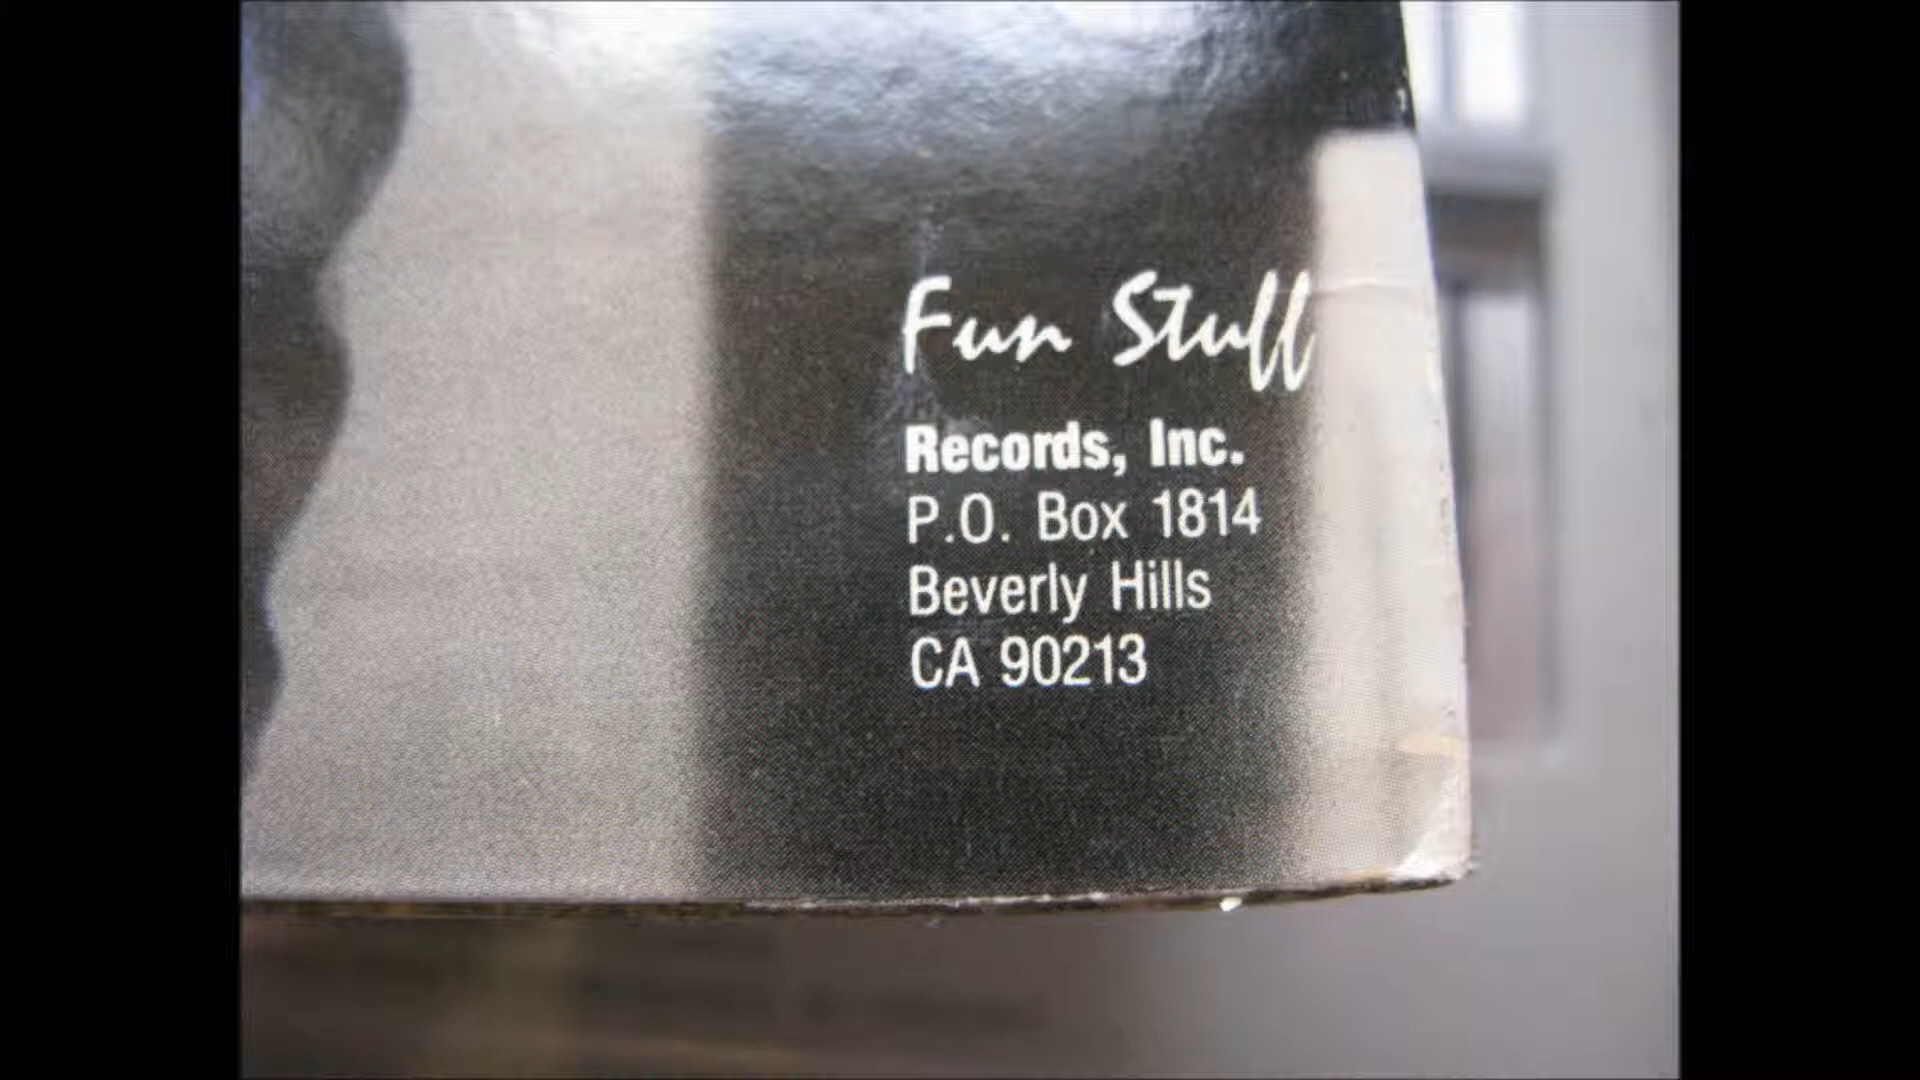 Fun Stuff
Records, Inc.
P.O. Box 1814
Beverly Hills
CA 90213